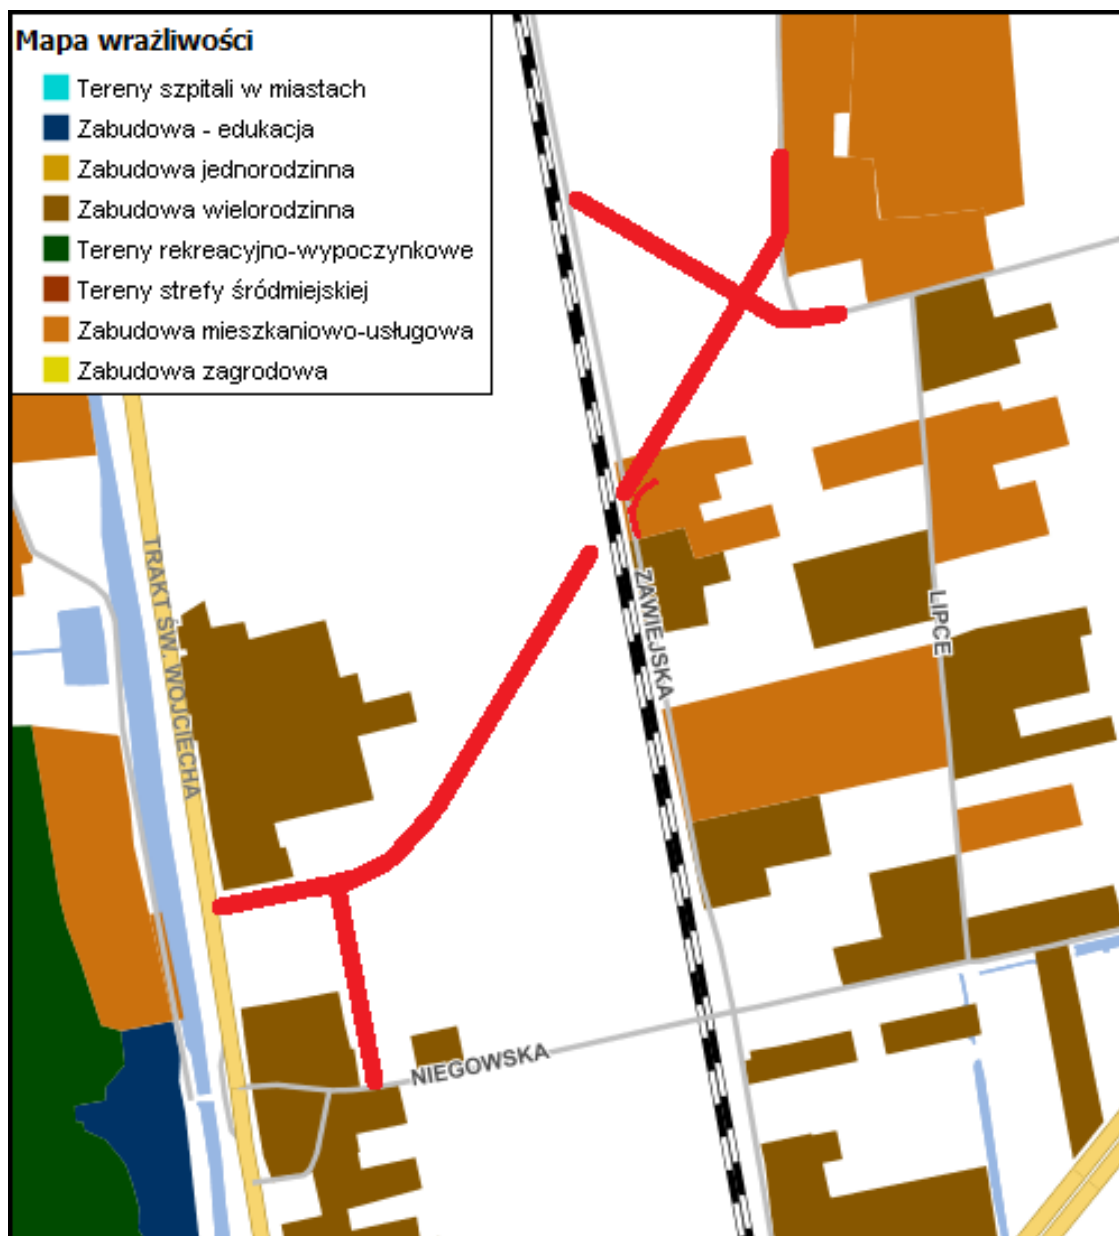 Mapa wrażliwości
Tereny szpitali w miastach
Zabudowa - edukacja
Zabudowa jednorodzinna
Zabudowa wielorodzinna
Tereny rekreacyjno-wypoczynkowe
Tereny strefy śródmiejskiej
Zabudowa mieszkaniowo-usługowa
Zabudowa zagrodowa
TRAKT ŚW. WOJCIECHA
ZAWIEJSKA
LIPCE
NIEGOWSKA